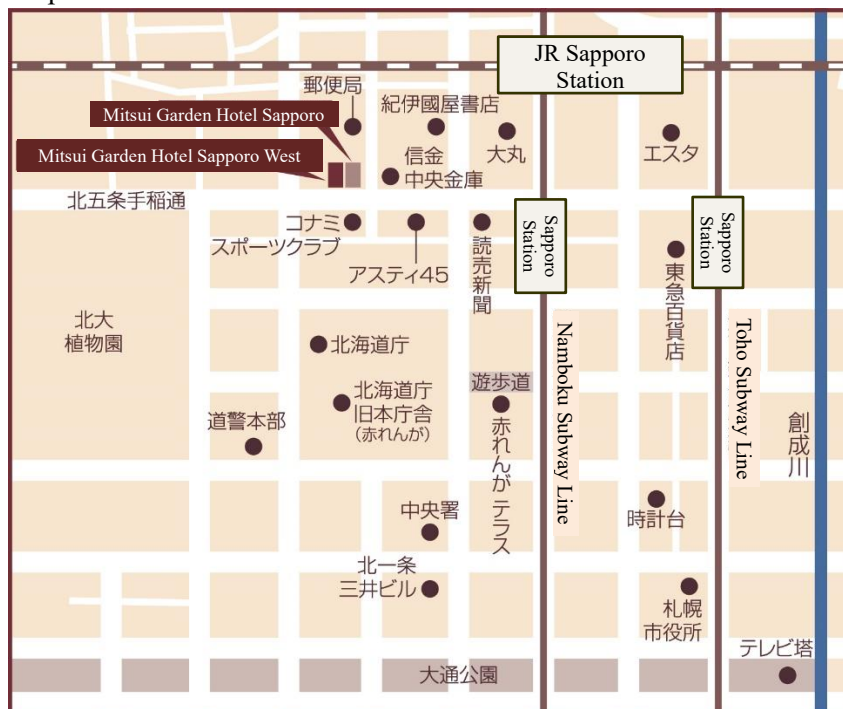 JR Sapporo
Station
郵便局
紀伊國屋書店
Mitsui Garden Hotel Sapporo
Mitsui Garden Hotel Sapporo West
信金
中央金庫
大丸
エスタ
北五条手稲通
コナミ
スポーツクラブ
アスティ45
読売新聞
Sapporo
Station
Sapporo
Station
東急百貨店
北大
植物園
北海道庁
北海道庁
旧本庁舎
(赤れんが)
道警本部
遊歩道
赤れんが テラス
Namboku Subway Line
Toho Subway Line
創成川
中央署
時計台
北一条
三井ビル
札幌
市役所
テレビ塔
大通公園